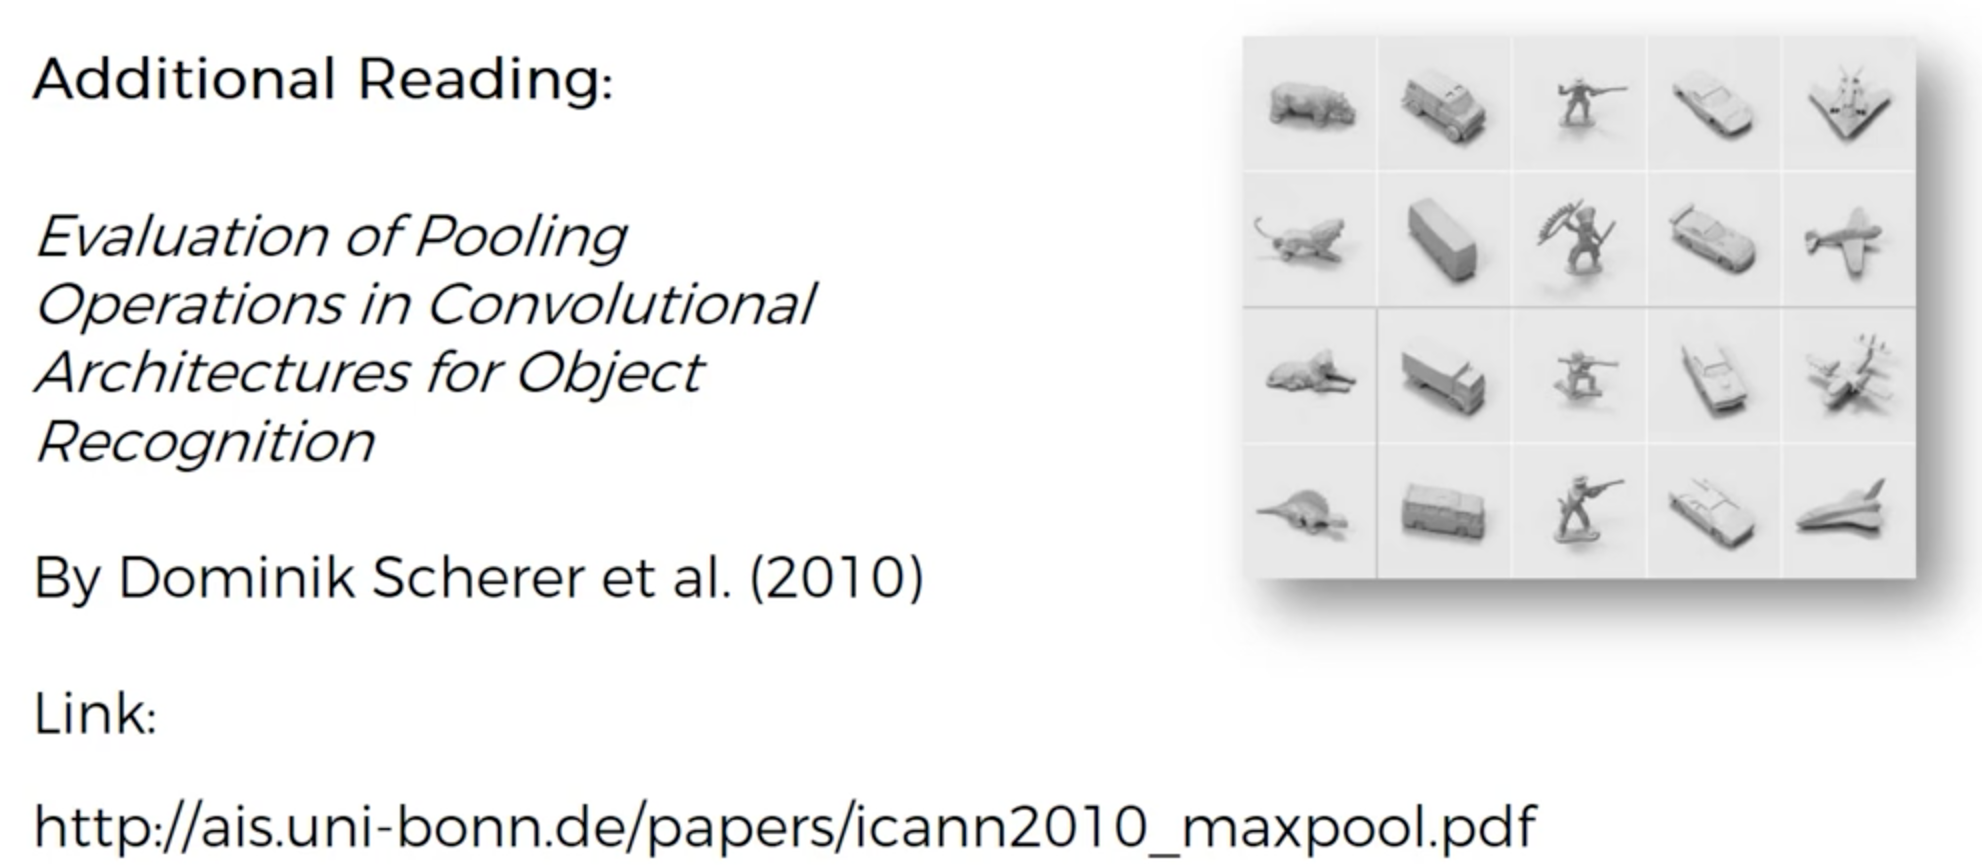 Additional Reading:
Evaluation of Pooling
Operations in Convolutional
Architectures for Object
Recognition
By Dominik Scherer et al. (2010)
Link:
http://ais.uni-bonn.de/papers/icann2010_maxpool.pdf